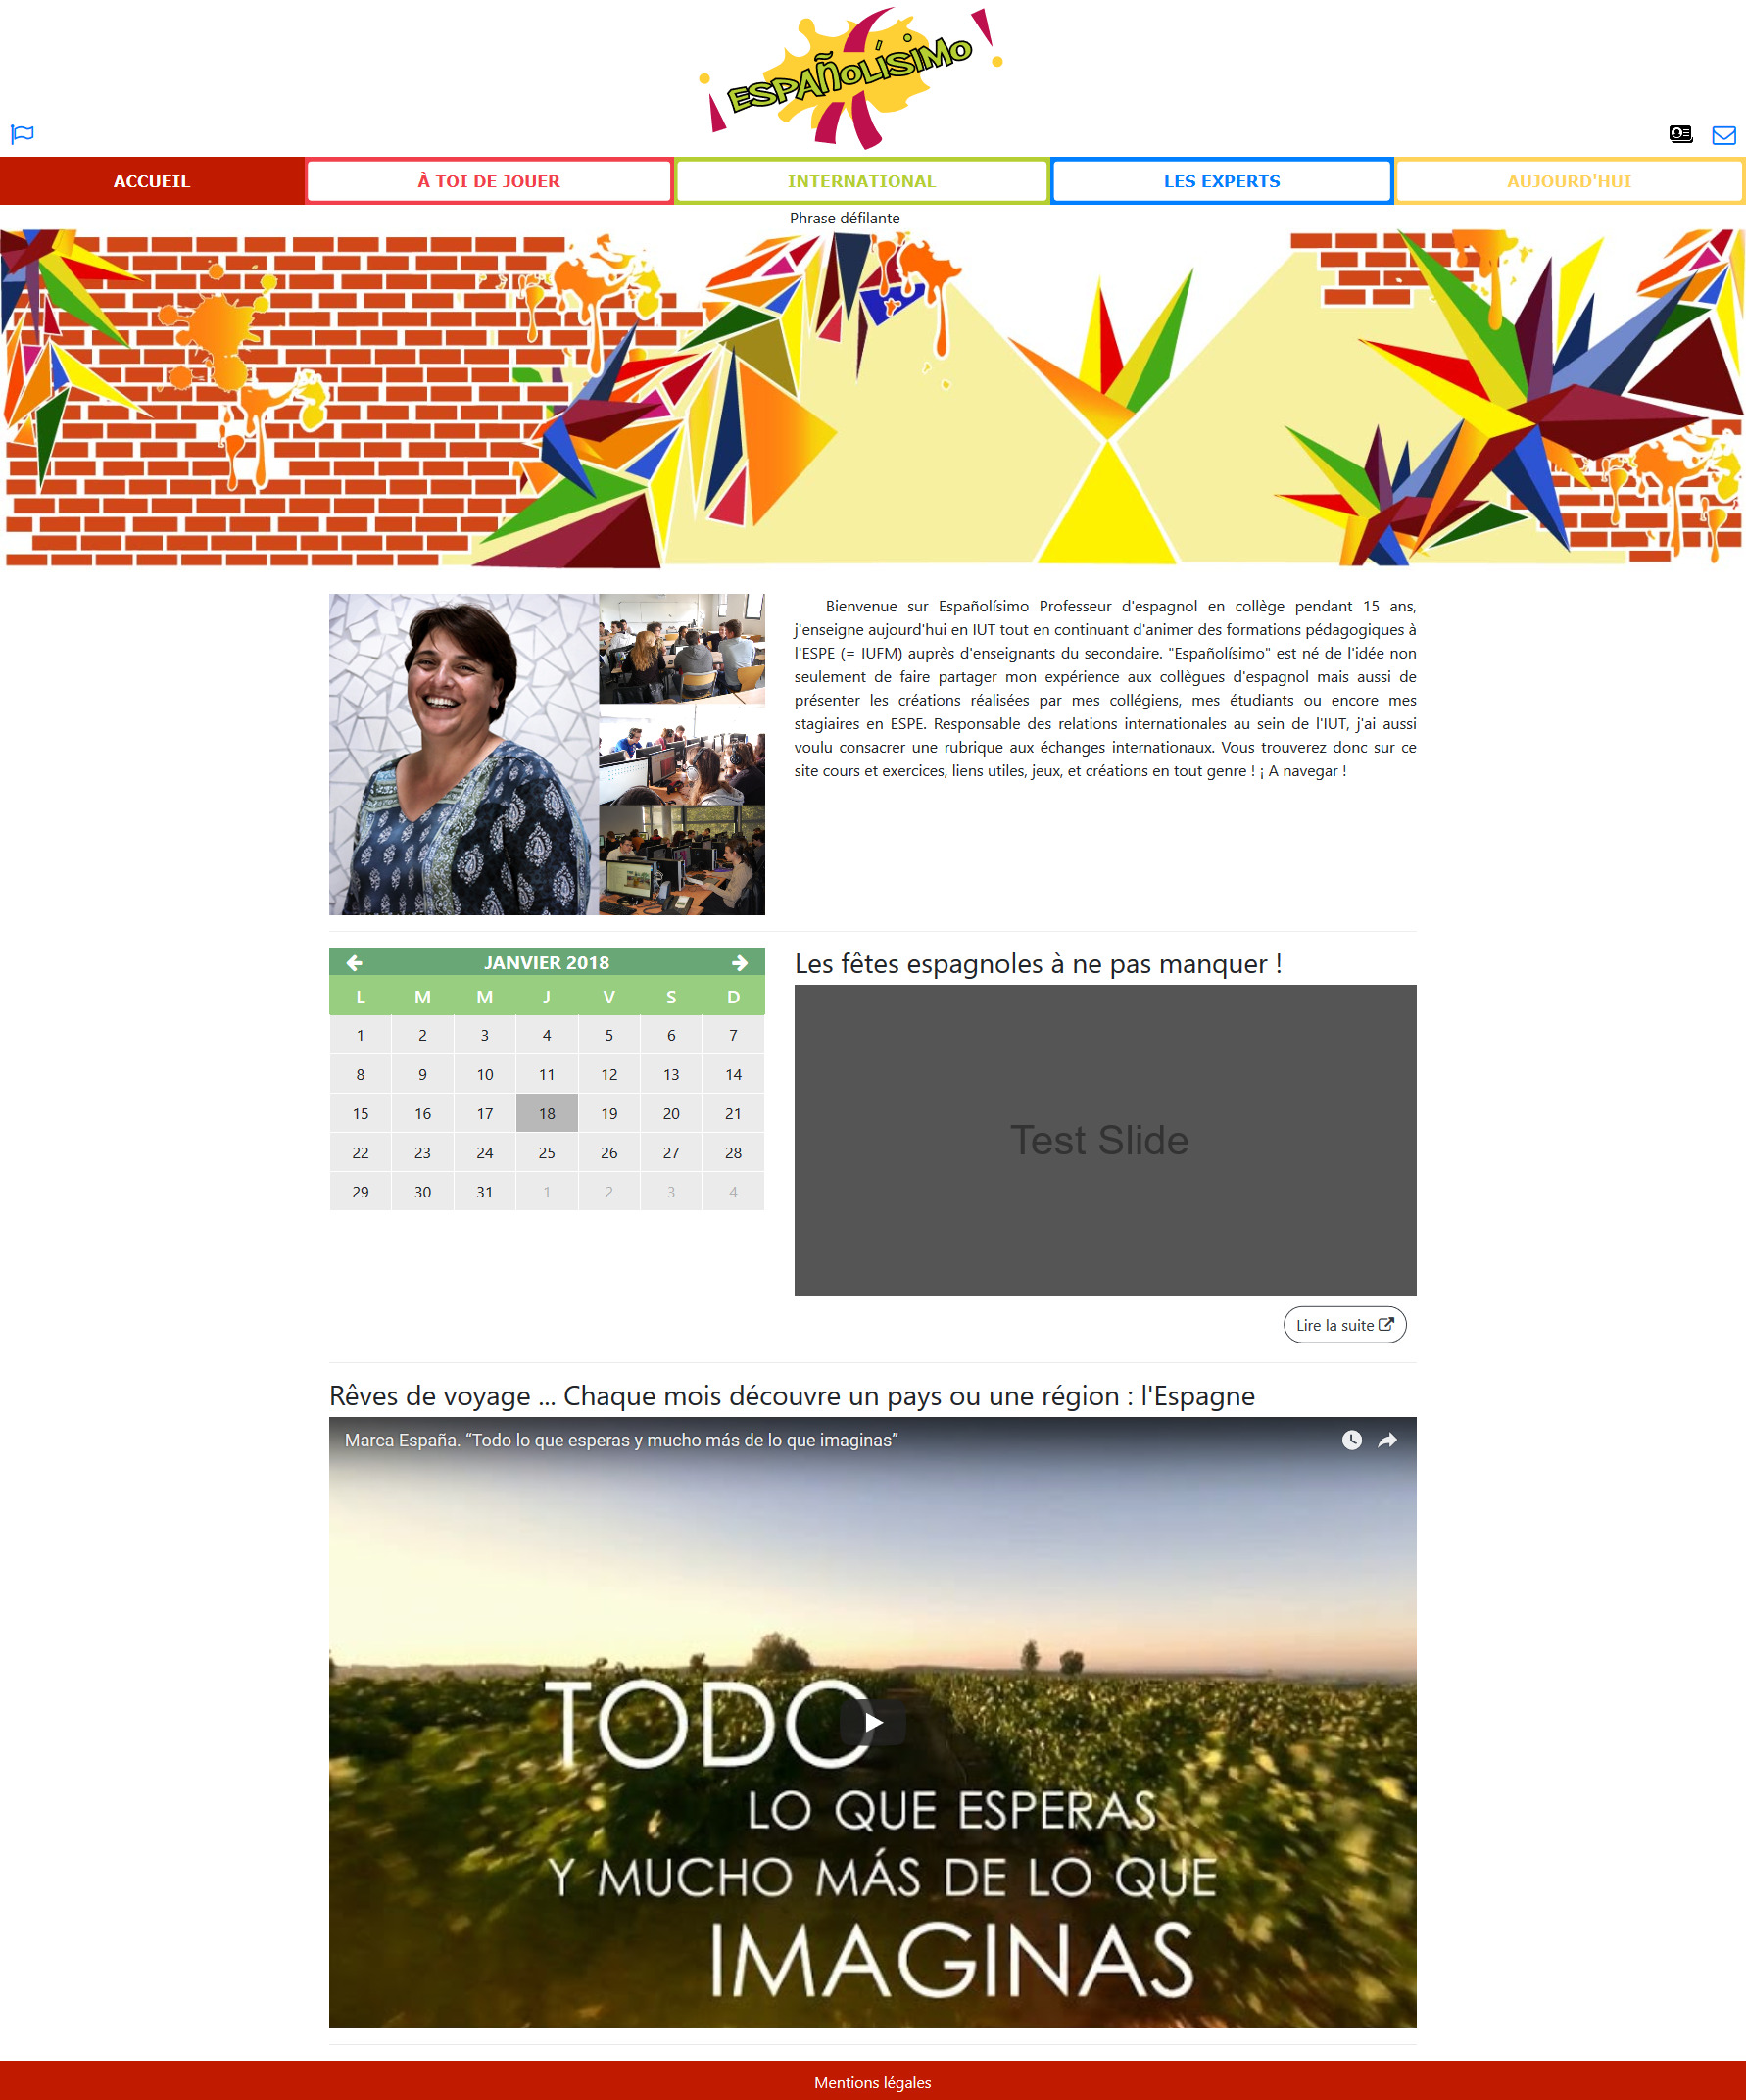 ¡ESPAÑOLÍSIMO!
ACCUEIL
À TOI DE JOUER
INTERNATIONAL
LES EXPERTS
AUJOURD'HUI
Phrase défilante
Bienvenue sur Españolísimo Professeur d'espagnol en collège pendant 15 ans,
j'enseigne aujourd'hui en IUT tout en continuant d'animer des formations pédagogiques à
l'ESPE (= IUFM) auprès d'enseignants du secondaire. "Españolísimo" est né de l'idée non
seulement de faire partager mon expérience aux collègues d'espagnol mais aussi de
présenter les créations réalisées par mes collégiens, mes étudiants ou encore mes
stagiaires en ESPE. Responsable des relations internationales au sein de l'IUT, j'ai aussi
voulu consacrer une rubrique aux échanges internationaux. Vous trouverez donc sur ce
site cours et exercices, liens utiles, jeux, et créations en tout genre ! ¡ A navegar !
JANVIER 2018
L M M J V S D
1 2 3 4 5 6 7
8 9 10 11 12 13 14
15 16 17 18 19 20 21
22 23 24 25 26 27 28
29 30 31 1 2 3 4
Les fêtes espagnoles à ne pas manquer !
Test Slide
Lire la suite
Rêves de voyage ... Chaque mois découvre un pays ou une région : l'Espagne
Marca España. “Todo lo que esperas y mucho más de lo que imaginas”
TODO
LO QUE ESPERAS
Y MUCHO MÁS DE LO QUE
IMAGINAS
Mentions légales